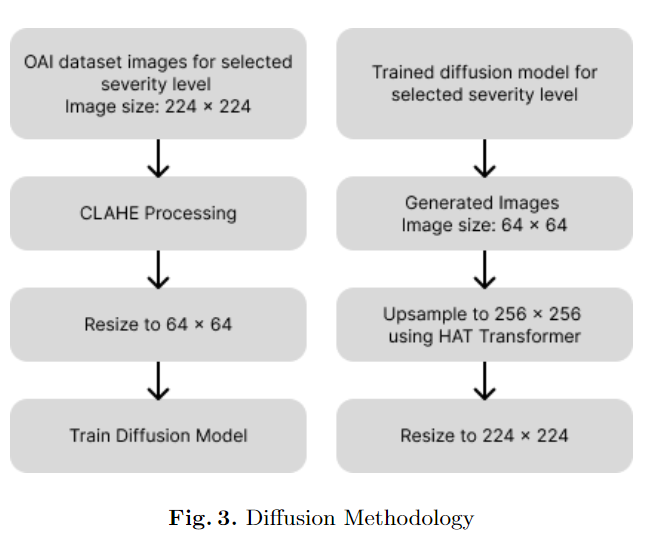 OAI dataset images for selected
severity level
Image size: 224 × 224
CLAHE Processing
Resize to 64 × 64
Train Diffusion Model
Trained diffusion model for
selected severity level
Generated Images
Image size: 64 × 64
Upsample to 256 × 256
using HAT Transformer
Resize to 224 × 224
Fig. 3. Diffusion Methodology